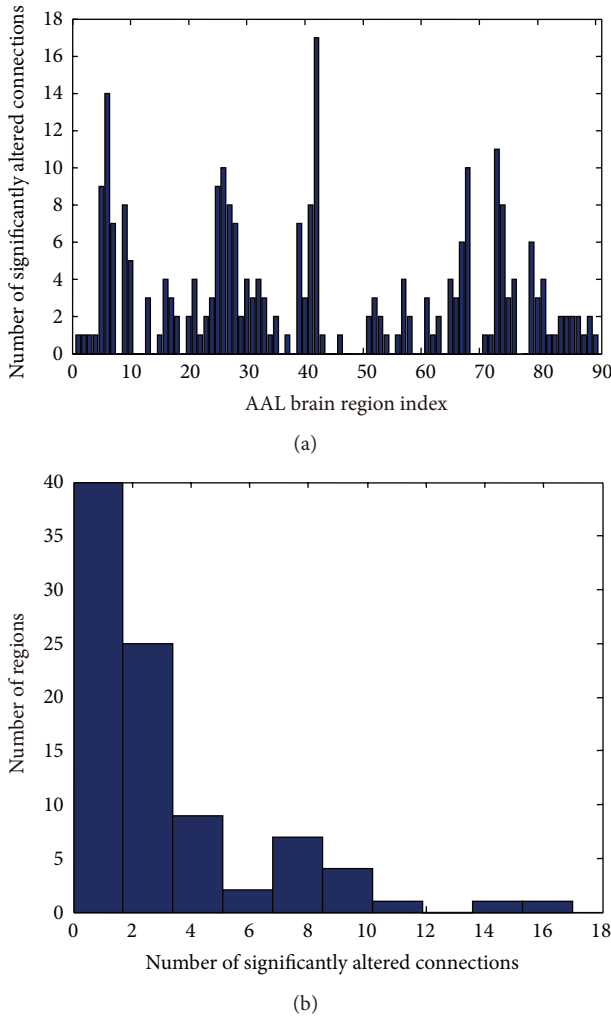 Number of significantly altered connections
18
16
14
12
10
8
6
4
2
0
0 10 20 30 40 50 60 70 80 90
AAL brain region index
(a)
Number of regions
40
35
30
25
20
15
10
5
0
0 2 4 6 8 10 12 14 16 18
Number of significantly altered connections
(b)